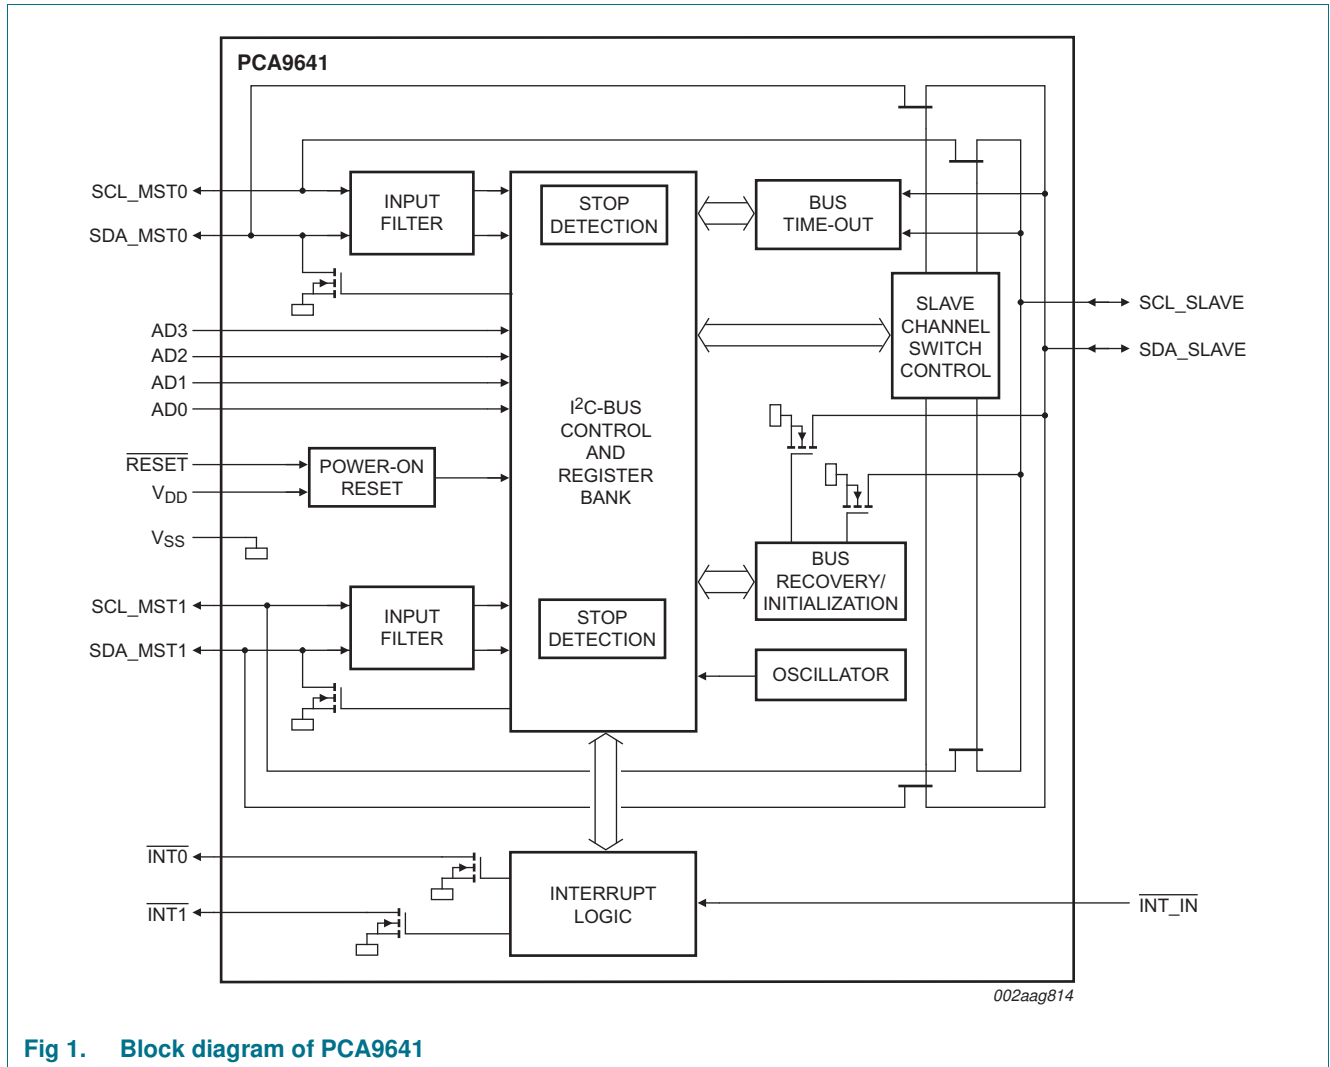 PCA9641
SCL_MST0
SDA_MST0
INPUT
FILTER
STOP
DETECTION
BUS
TIME-OUT
AD3
AD2
AD1
AD0
I2C-BUS
CONTROL
AND
REGISTER
BANK
SLAVE
CHANNEL
SWITCH
CONTROL
SCL_SLAVE
SDA_SLAVE
RESET
VDD
POWER-ON
RESET
VSS
BUS
RECOVERY/
INITIALIZATION
SCL_MST1
SDA_MST1
INPUT
FILTER
STOP
DETECTION
OSCILLATOR
INT0
INT1
INTERRUPT
LOGIC
INT_IN
002aag814
Fig 1. Block diagram of PCA9641